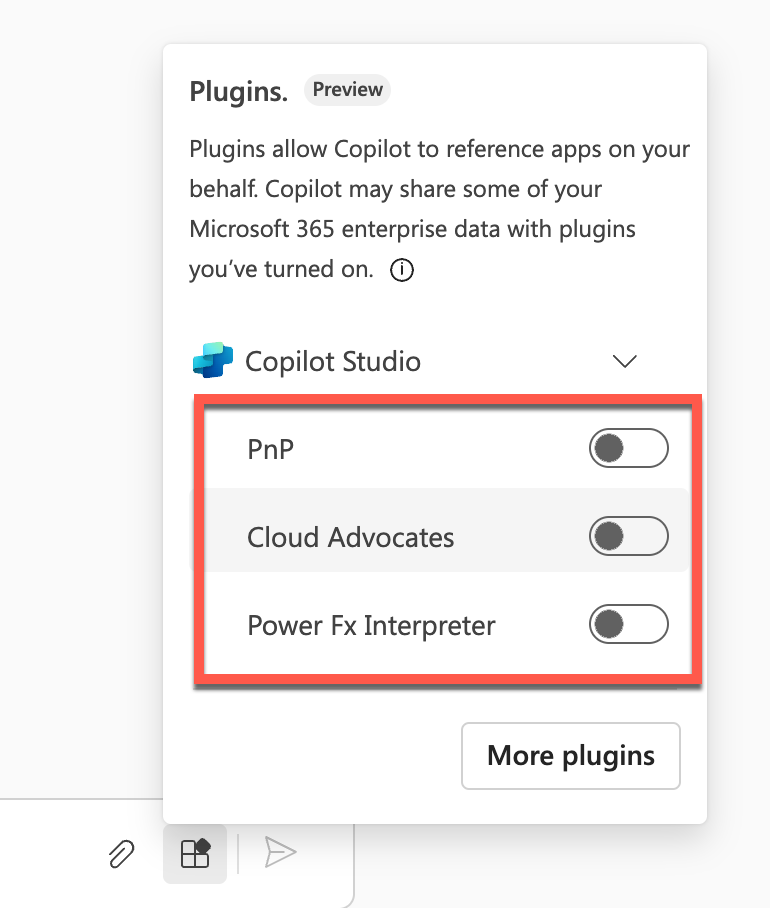 Plugins. Preview
Plugins allow Copilot to reference apps on your
behalf. Copilot may share some of your
Microsoft 365 enterprise data with plugins
you’ve turned on.
Copilot Studio
PnP
Cloud Advocates
Power Fx Interpreter
More plugins